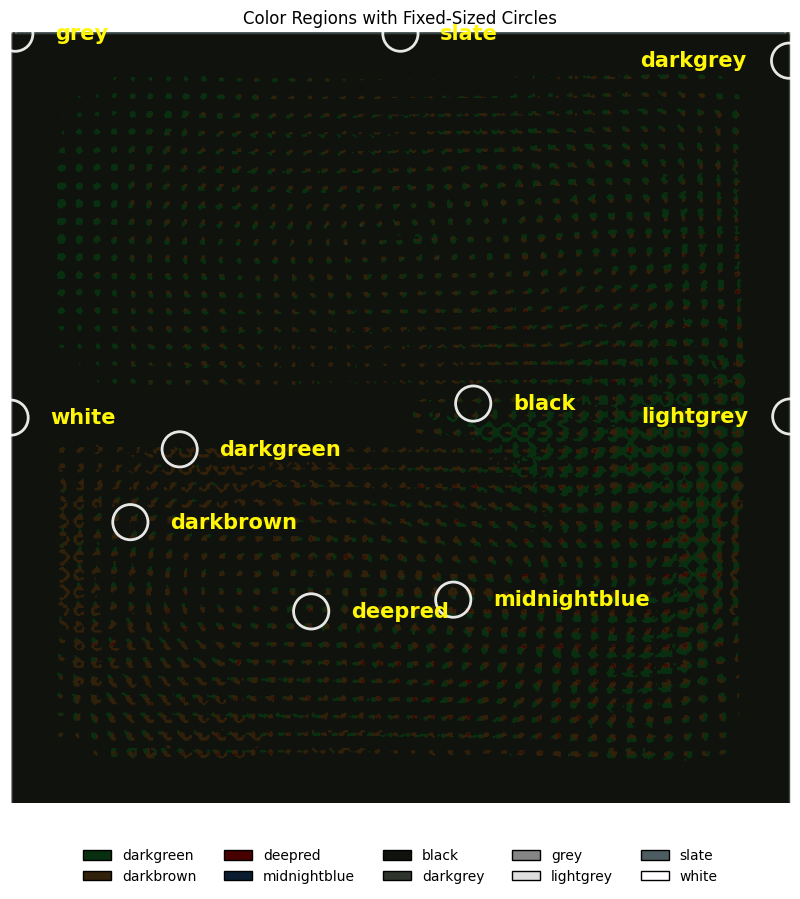 Color Regions with Fixed-Sized Circles
grey
slate
darkgrey
black
white
lightgrey
darkgreen
darkbrown
midnightblue
deepred
darkgreen deepred black grey slate
darkbrown midnightblue darkgrey lightgrey white